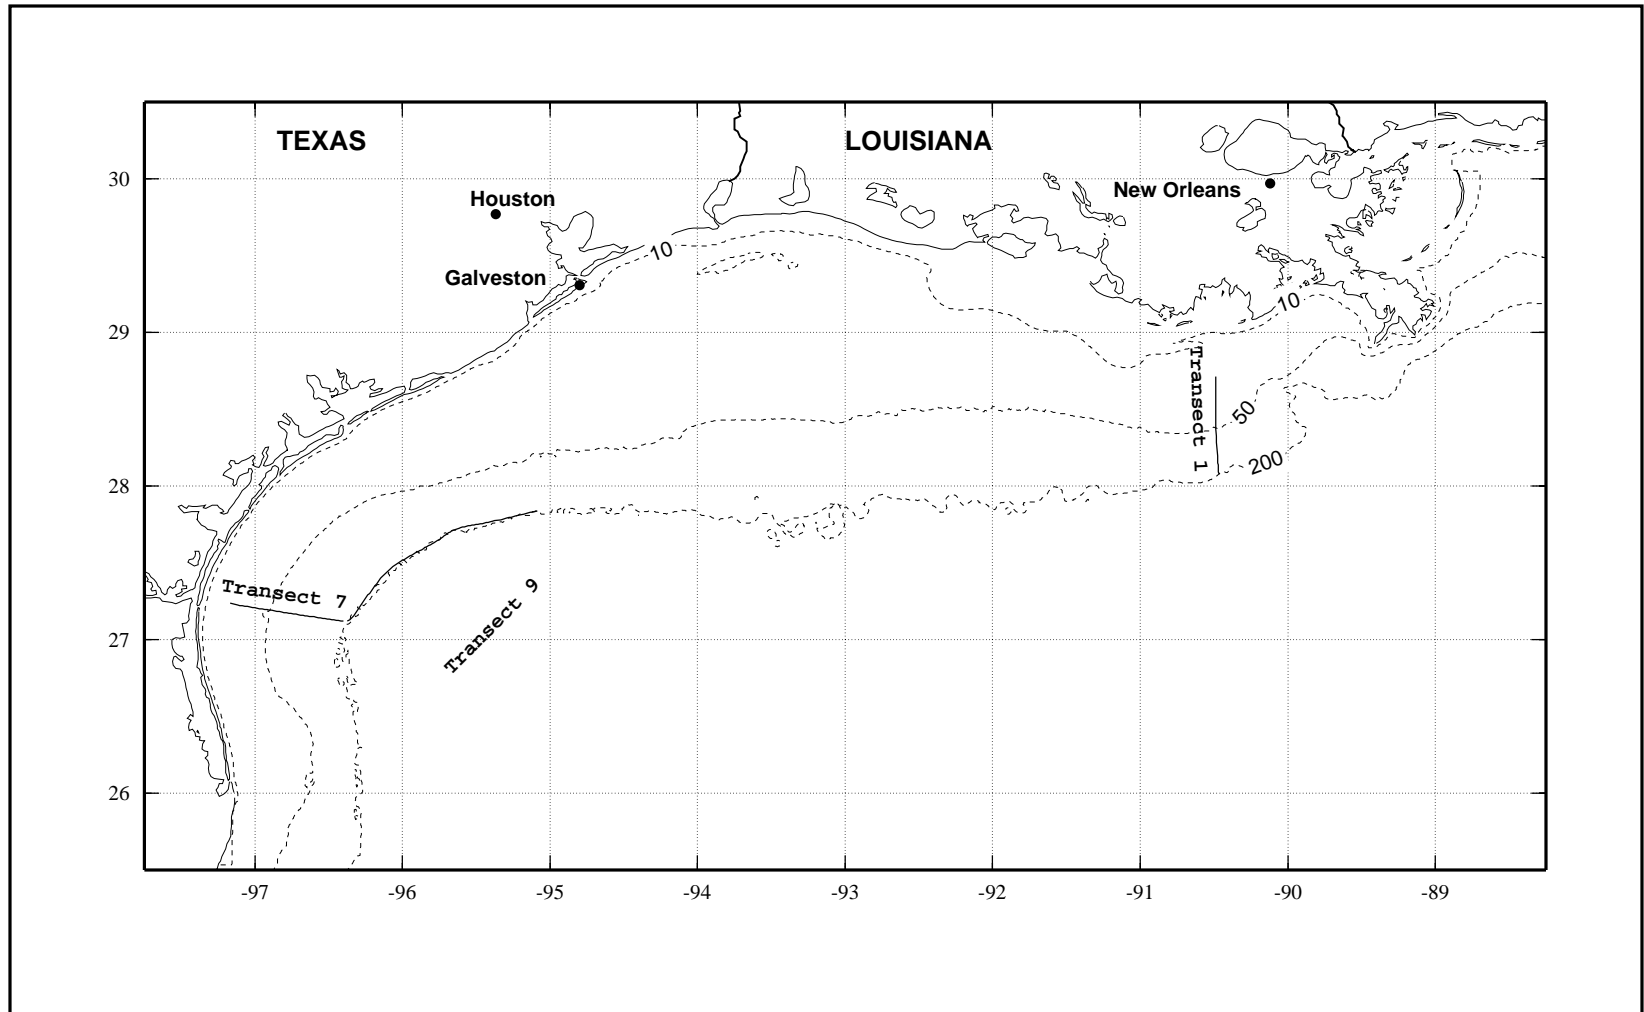 TEXAS
LOUISIANA
30
New Orleans
Houston
10
Galveston
10
29
Transect 1
50
200
28
Transect 7
Transect 9
27
26
-97
-96
-95
-94
-93
-92
-91
-90
-89